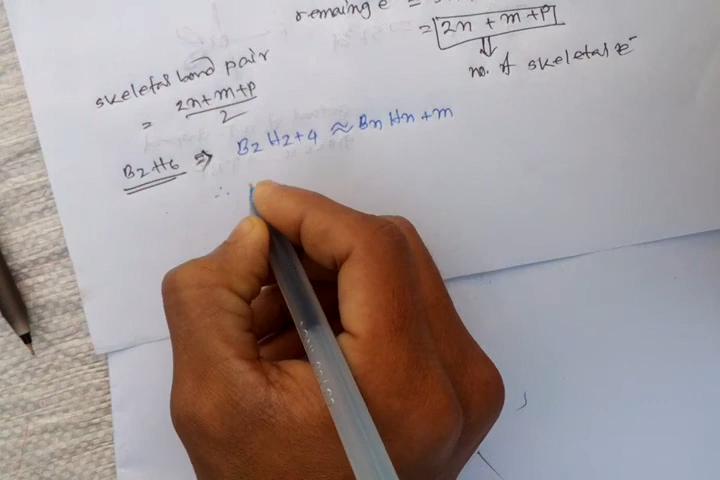 remaing e =
= 2n + m + p
no. of skeletal e-
skeletal bond pair
= 2n+m+p
2
B2H6 ⇒ B2 H2+4 ≈ Bn Hn+m
∴